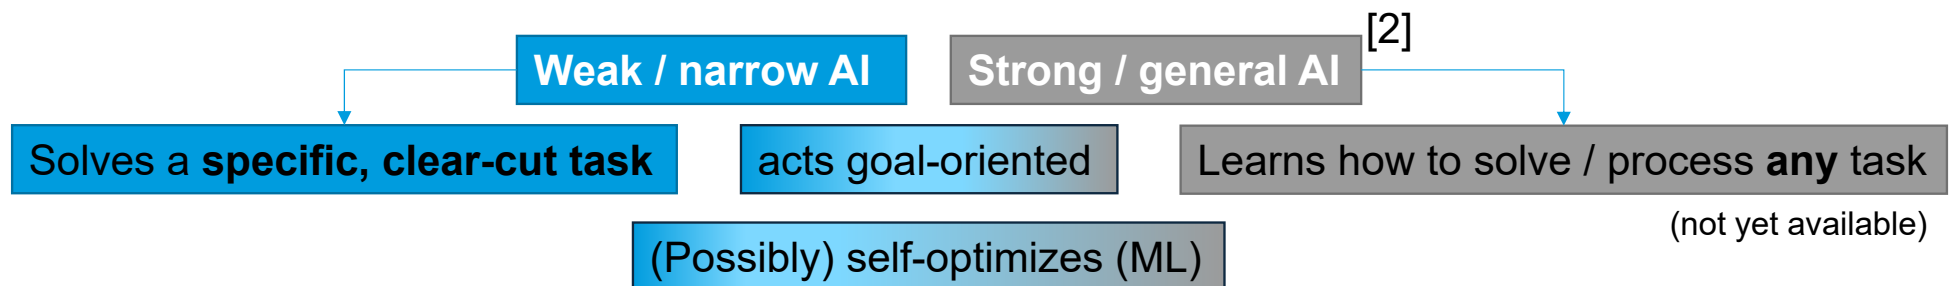 [2]
Weak / narrow AI
Strong / general AI
Solves a specific, clear-cut task
acts goal-oriented
Learns how to solve / process any task
(not yet available)
(Possibly) self-optimizes (ML)